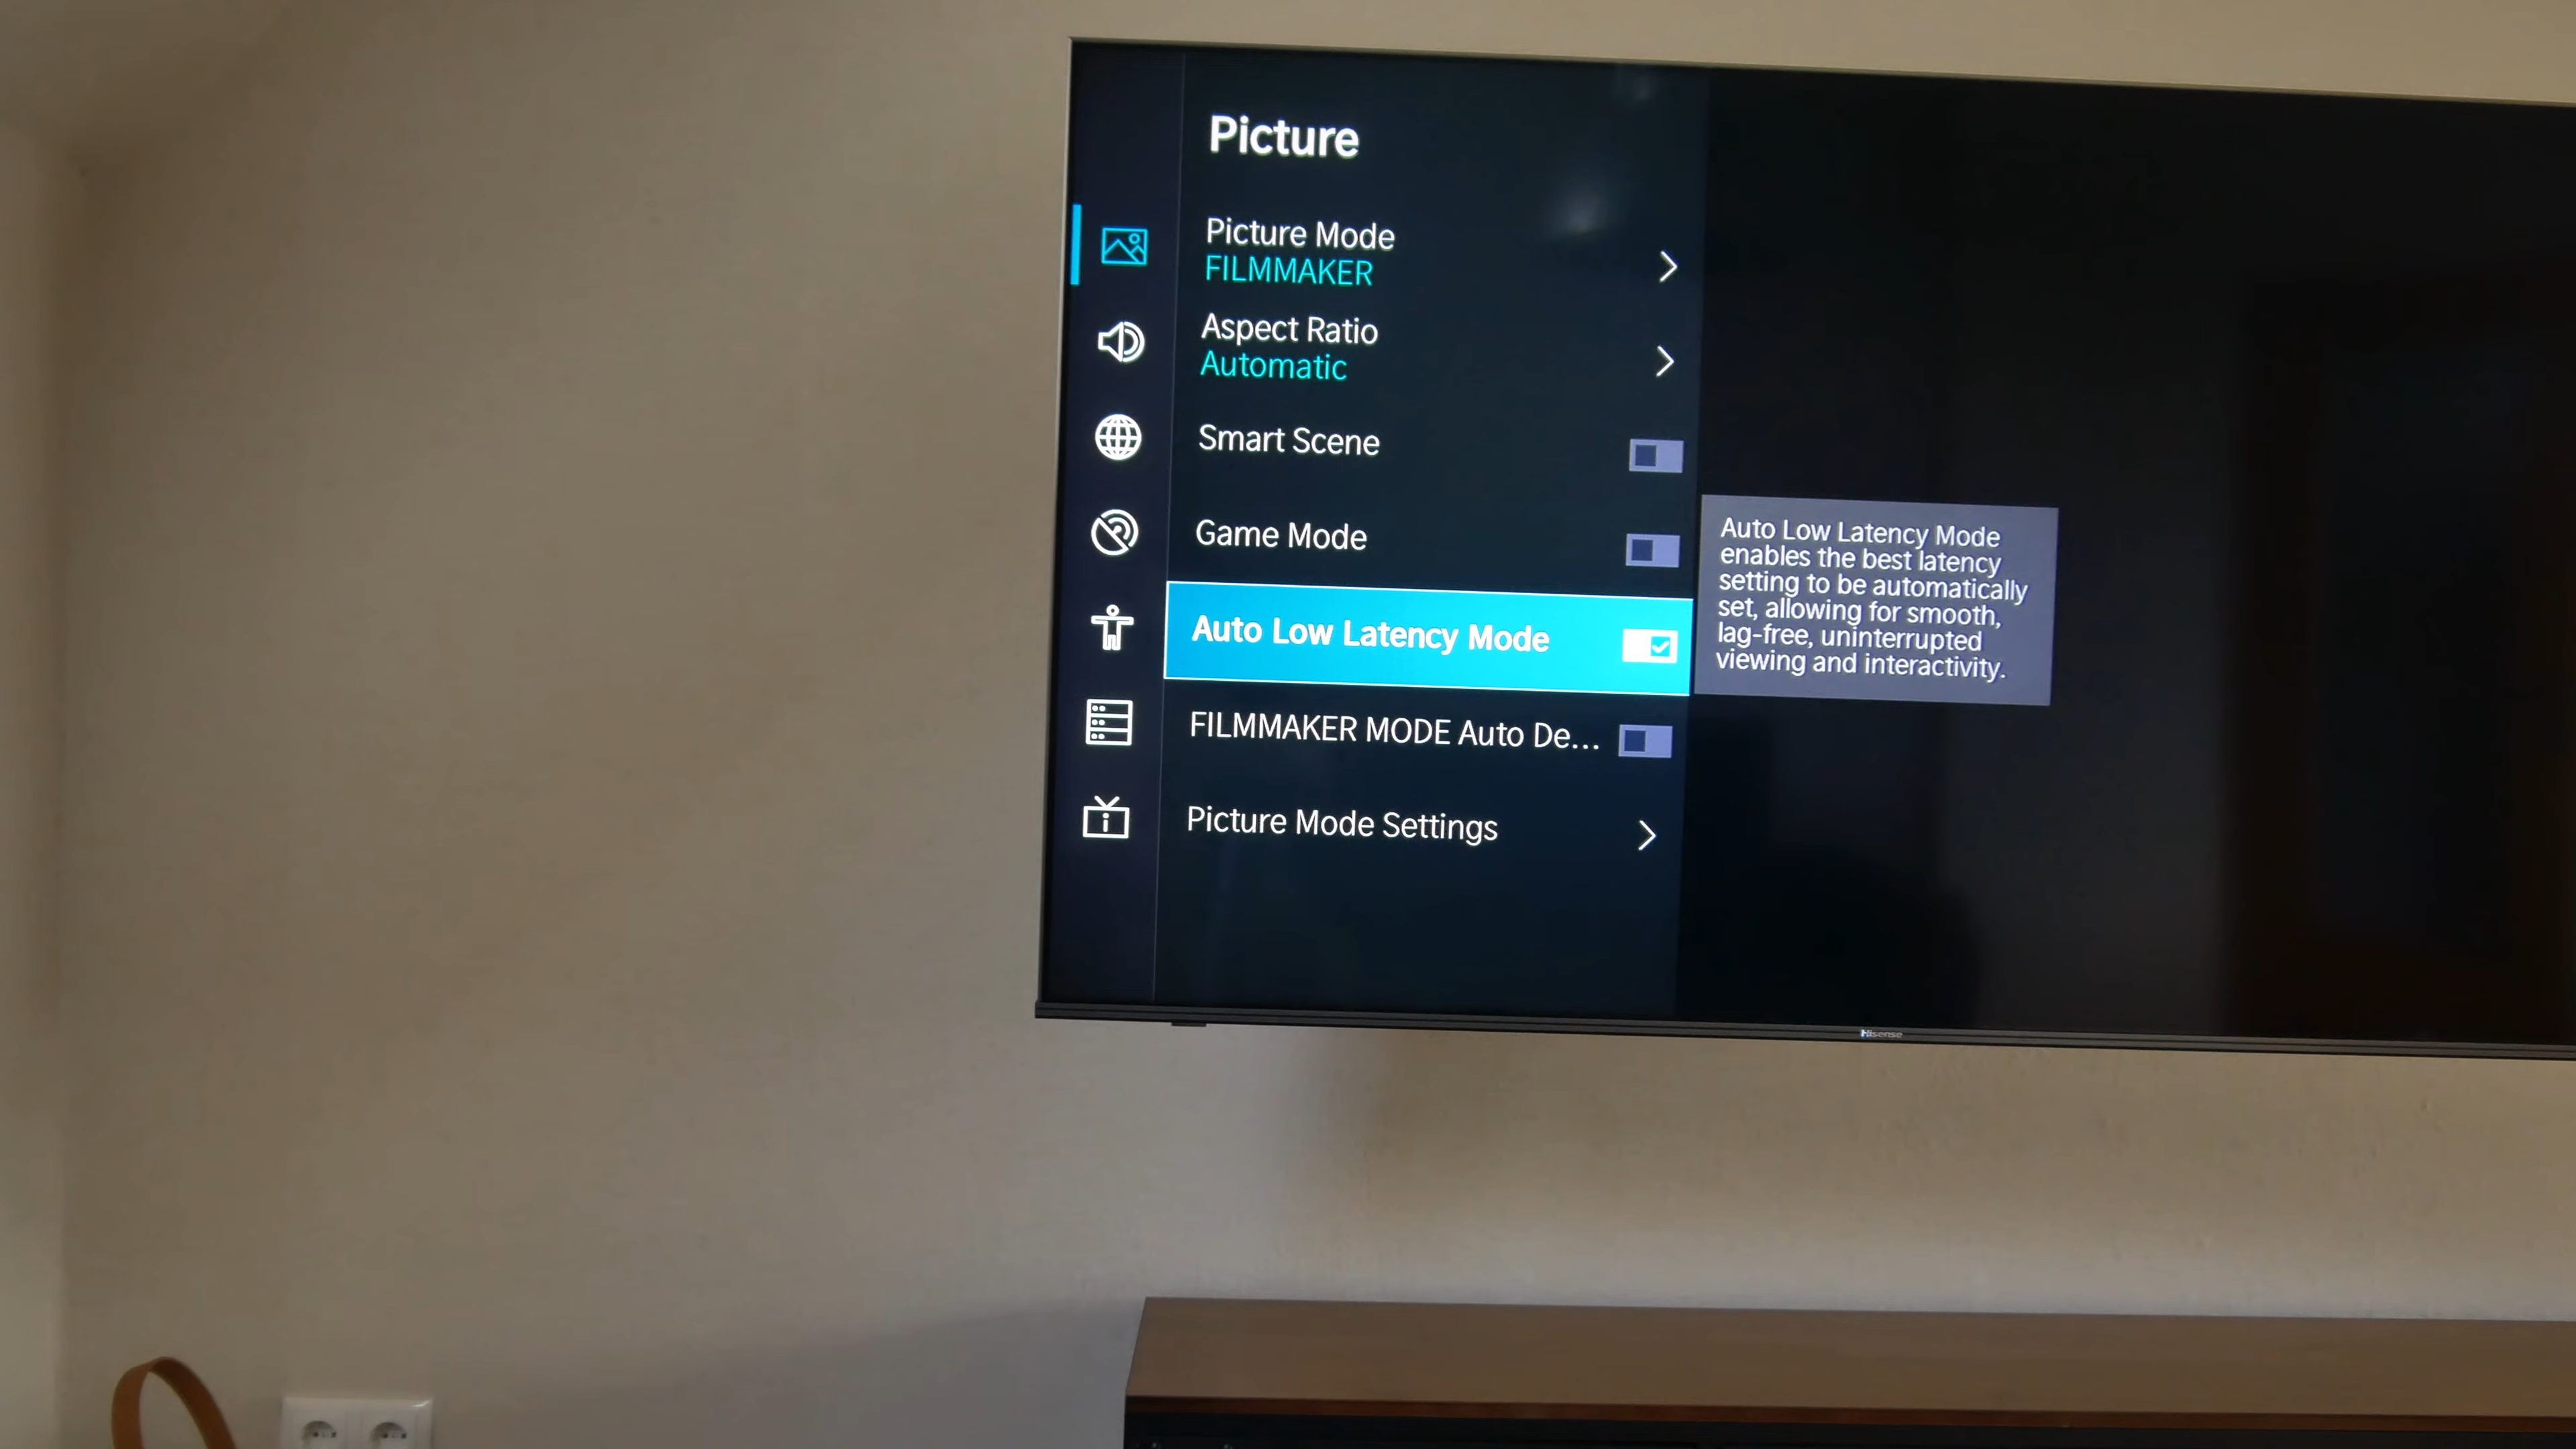 Picture
Picture Mode
FILMMAKER
Aspect Ratio
Automatic
Smart Scene
Game Mode
Auto Low Latency Mode
Auto Low Latency Mode
enables the best latency
setting to be automatically
set, allowing for smooth,
lag-free, uninterrupted
viewing and interactivity.
FILMMAKER MODE Auto De...
Picture Mode Settings
Hisense